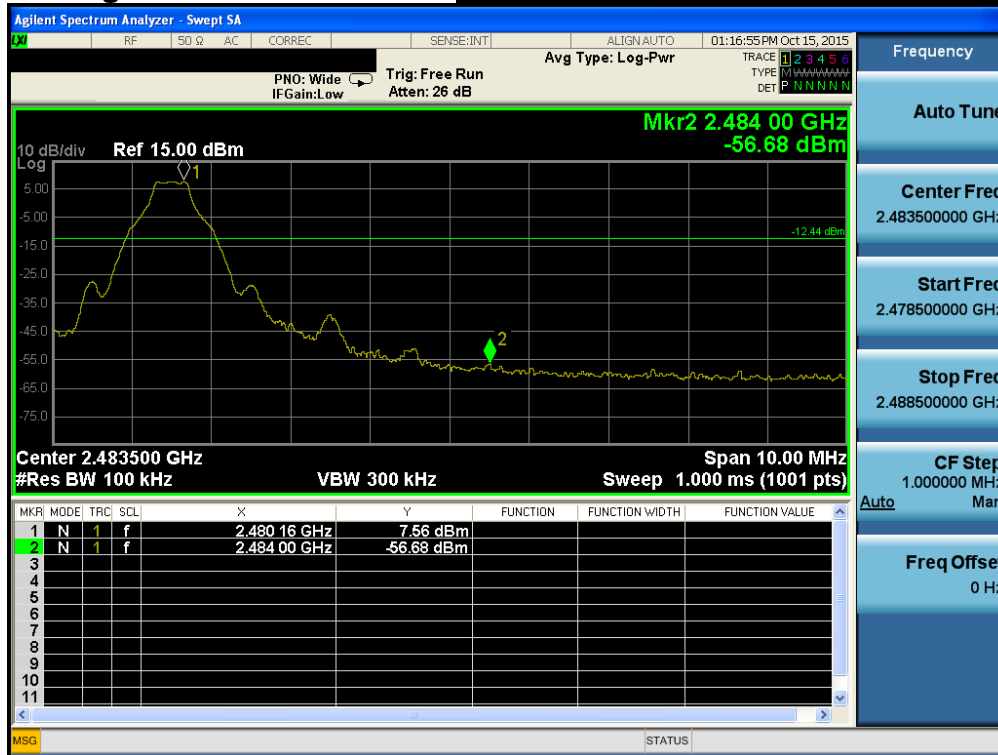 Agilent Spectrum Analyzer - Swept SA
LXI RF 50 Ω AC CORREC SENSE:INT ALIGN AUTO 01:16:55 PM Oct 15, 2015
Avg Type: Log-Pwr
TRACE 1 2 3 4 5 6
PNO: Wide Trig: Free Run
TYPE M WWWWW
IFGain:Low Atten: 26 dB
DET P N N N N N
Mkr2 2.484 00 GHz
-56.68 dBm
10 dB/div Ref 15.00 dBm
Log
1
5.00
-5.00
-12.44 dBm
-15.0
-25.0
-35.0
-45.0
2
-55.0
-65.0
-75.0
Center 2.483500 GHz Span 10.00 MHz
#Res BW 100 kHz VBW 300 kHz Sweep 1.000 ms (1001 pts)
MKR MODE TRC SCL X Y FUNCTION FUNCTION WIDTH FUNCTION VALUE
1 N 1 f 2.480 16 GHz 7.56 dBm
2 N 1 f 2.484 00 GHz -56.68 dBm
3
4
5
6
7
8
9
10
11
MSG STATUS
Frequency
Auto Tune
Center Freq
2.483500000 GHz
Start Freq
2.478500000 GHz
Stop Freq
2.488500000 GHz
CF Step
1.000000 MHz
Auto Man
Freq Offset
0 Hz